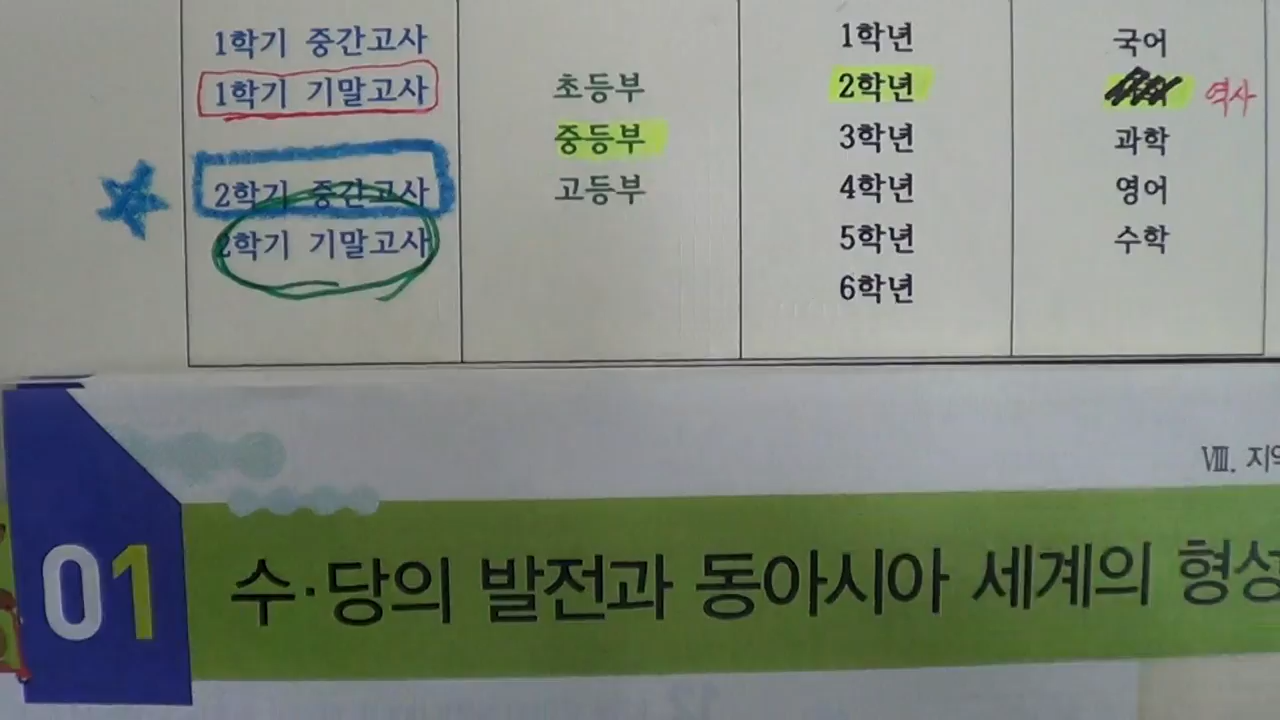 1학기 중간고사
1학기 기말고사
2학기 중간고사
2학기 기말고사
초등부
중등부
고등부
1학년
2학년
3학년
4학년
5학년
6학년
국어
역사
과학
영어
수학
Ⅷ. 지역
01
수·당의 발전과 동아시아 세계의 형성